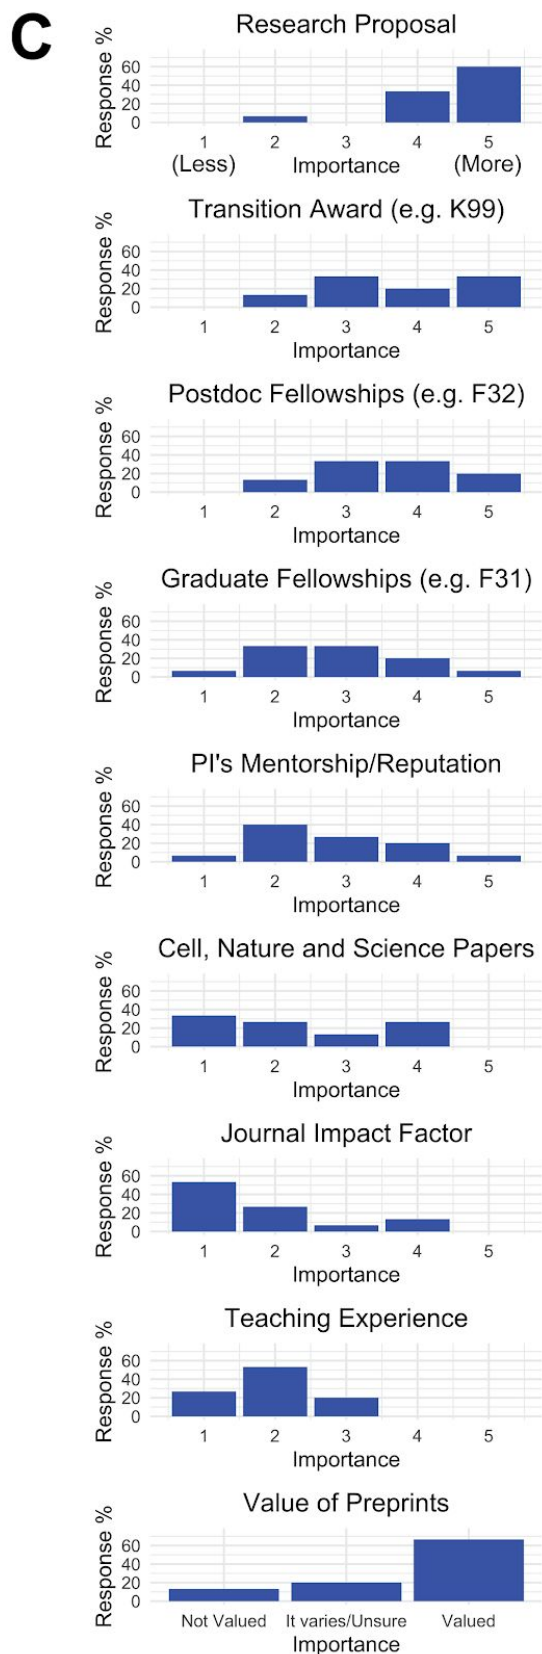 C
Research Proposal
Response %
60
40
20
0
1 2 3 4 5
(Less) Importance (More)
Transition Award (e.g. K99)
Response %
60
40
20
0
1 2 3 4 5
Importance
Postdoc Fellowships (e.g. F32)
Response %
60
40
20
0
1 2 3 4 5
Importance
Graduate Fellowships (e.g. F31)
Response %
60
40
20
0
1 2 3 4 5
Importance
PI's Mentorship/Reputation
Response %
60
40
20
0
1 2 3 4 5
Importance
Cell, Nature and Science Papers
Response %
60
40
20
0
1 2 3 4 5
Importance
Journal Impact Factor
Response %
60
40
20
0
1 2 3 4 5
Importance
Teaching Experience
Response %
60
40
20
0
1 2 3 4 5
Importance
Value of Preprints
Response %
60
40
20
0
Not Valued It varies/Unsure Valued
Importance